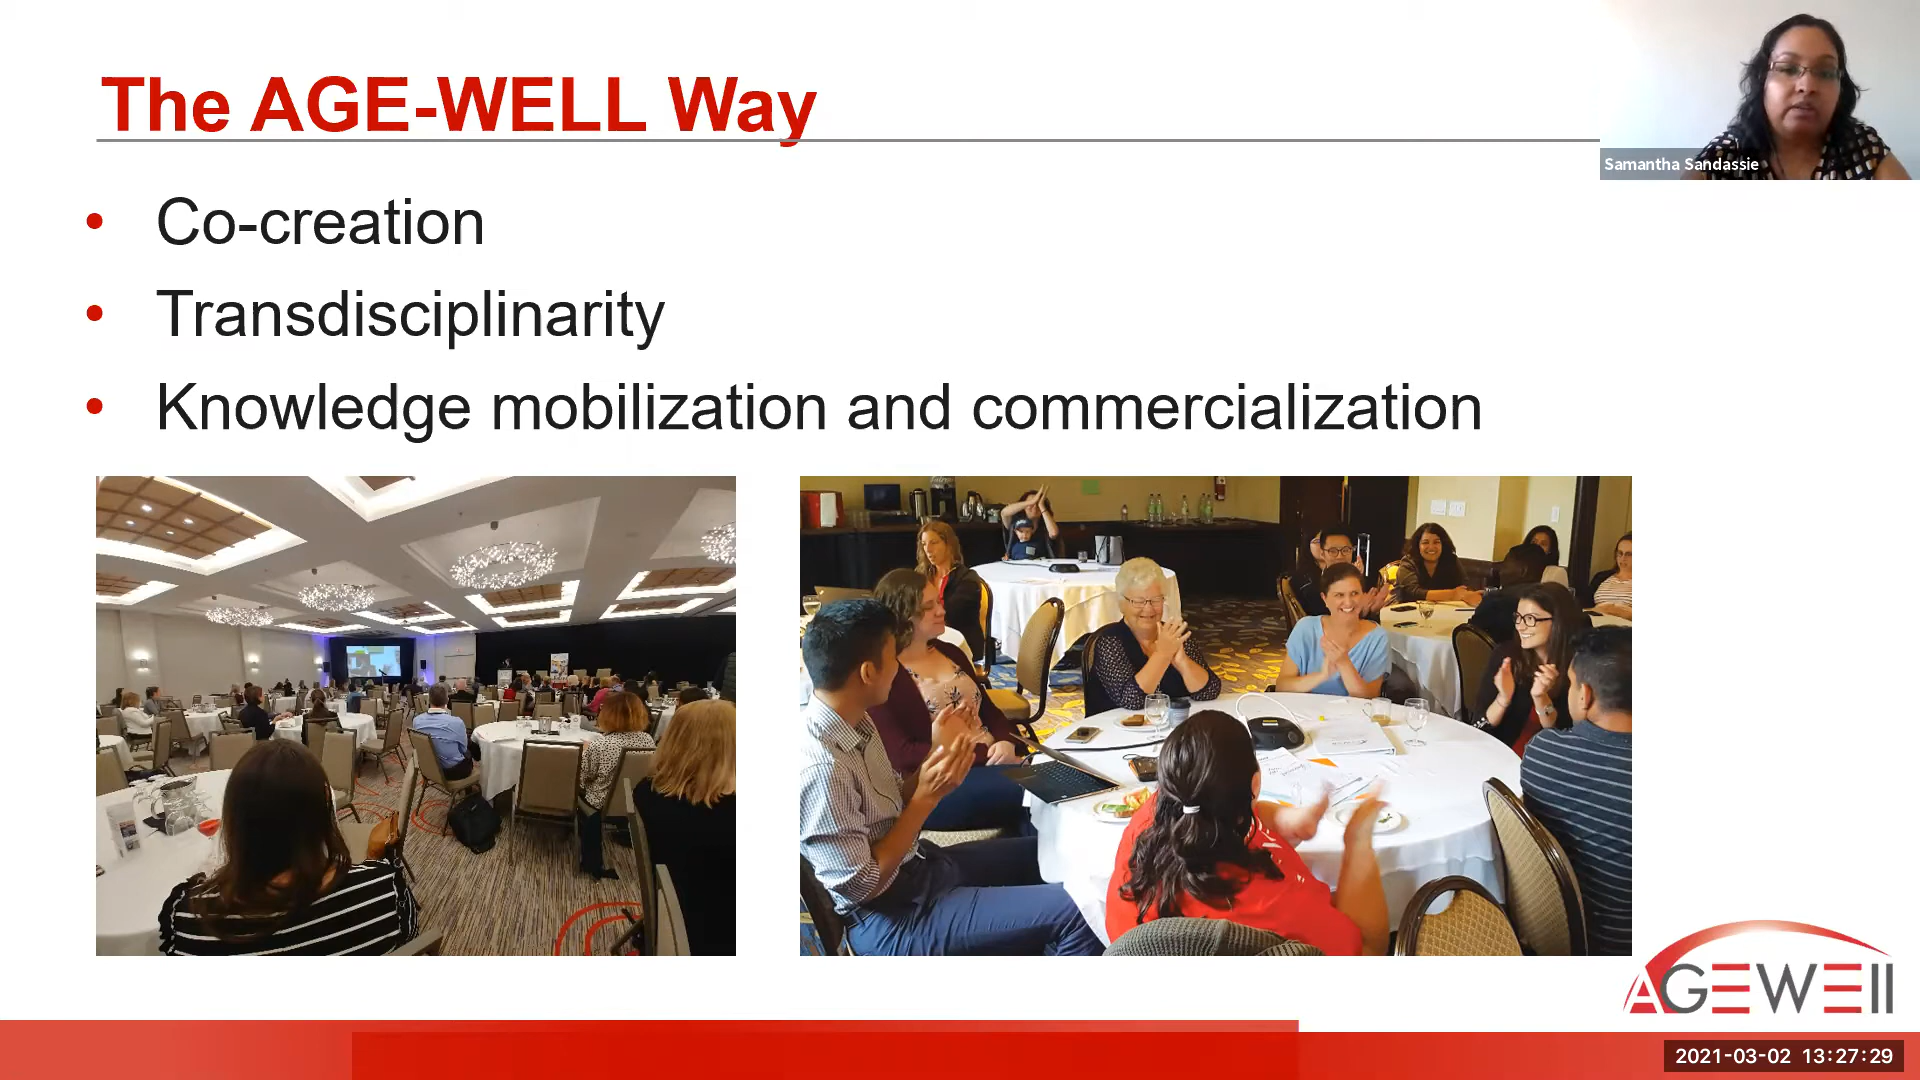 The AGE-WELL Way
Samantha Sandassie
• Co-creation
• Transdisciplinarity
• Knowledge mobilization and commercialization
AGEWELL
2021-03-02 13:27:29